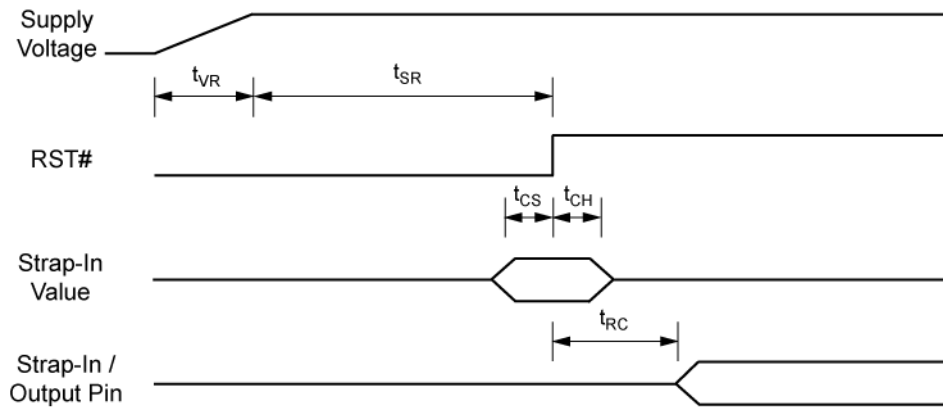 Supply
Voltage
tVR
tSR
RST#
tCS
tCH
Strap-In
Value
tRC
Strap-In /
Output Pin